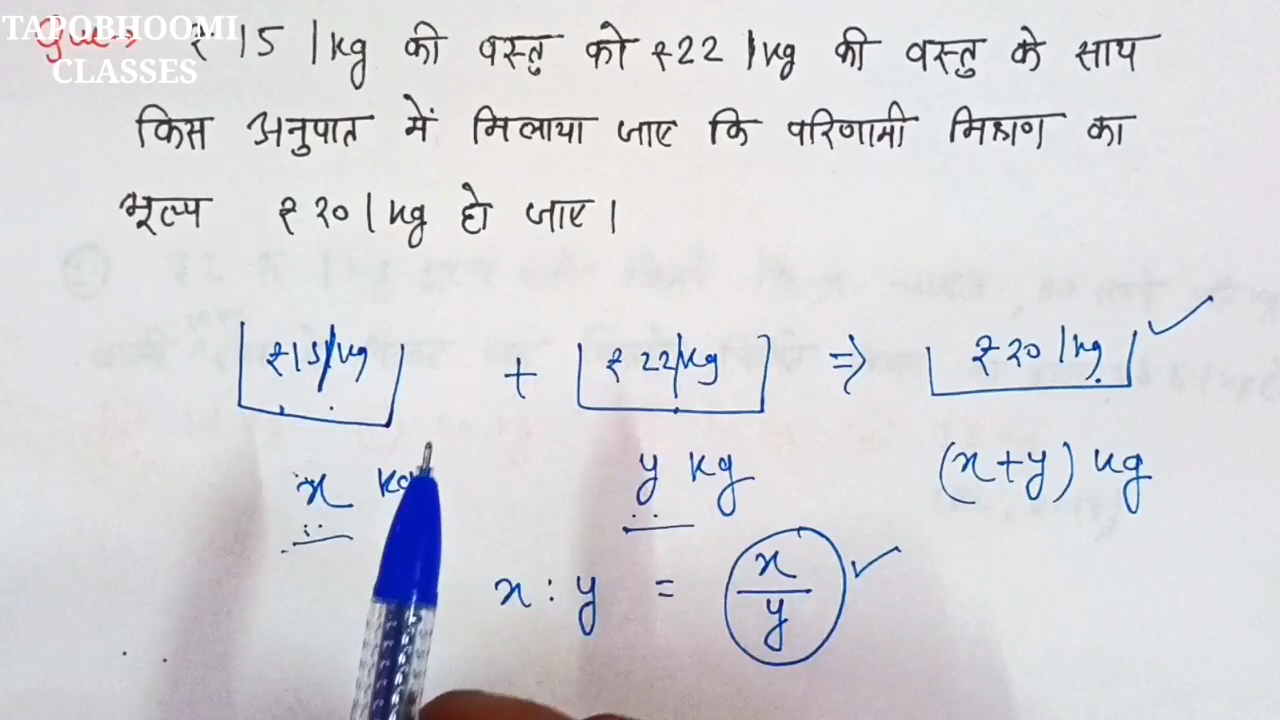 TAPOBHOOMI
CLASSES
Que→ ₹ 15 / kg की वस्तु को ₹ 22 / kg की वस्तु के साथ
किस अनुपात में मिलाया जाए कि परिणामी मिश्रण का
मूल्य ₹ 20 / kg हो जाए।
₹ 15/kg + ₹ 22/kg ⇒ ₹ 20 / kg
x kg y kg (x+y) kg
x : y = x/y